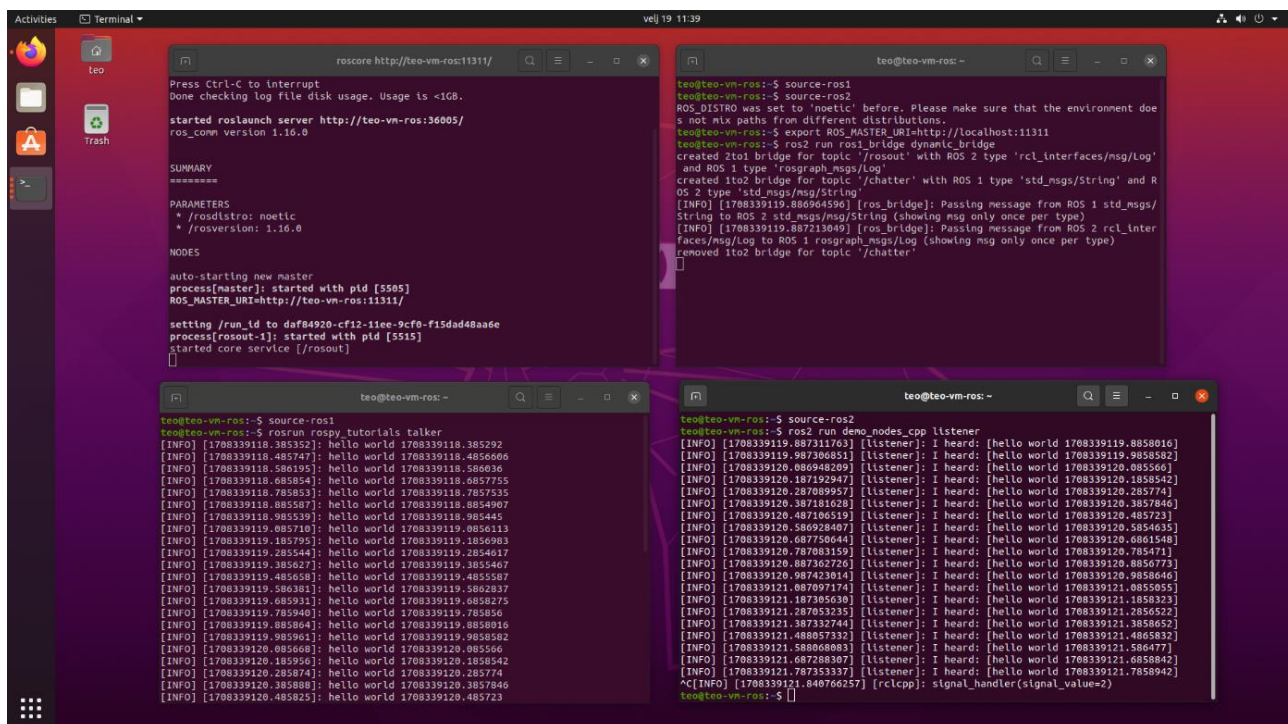 Activities
Terminal
velj 19 11:39
teo
Trash
roscore http://teo-vm-ros:11311/
Press Ctrl-C to interrupt
Done checking log file disk usage. Usage is <1GB.
started roslaunch server http://teo-vm-ros:36005/
ros_comm version 1.16.0
SUMMARY
========
PARAMETERS
* /rosdistro: noetic
* /rosversion: 1.16.0
NODES
auto-starting new master
process[master]: started with pid [5505]
ROS_MASTER_URI=http://teo-vm-ros:11311/
setting /run_id to daf84920-cf12-11ee-9cf0-f15dad48aa6e
process[rosout-1]: started with pid [5515]
started core service [/rosout]
teo@teo-vm-ros: ~
teo@teo-vm-ros:~$ source-ros1
teo@teo-vm-ros:~$ source-ros2
ROS_DISTRO was set to 'noetic' before. Please make sure that the environment doe
s not mix paths from different distributions.
teo@teo-vm-ros:~$ export ROS_MASTER_URI=http://localhost:11311
teo@teo-vm-ros:~$ ros2 run ros1_bridge dynamic_bridge
created 2to1 bridge for topic '/rosout' with ROS 2 type 'rcl_interfaces/msg/Log'
and ROS 1 type 'rosgraph_msgs/Log'
created 1to2 bridge for topic '/chatter' with ROS 1 type 'std_msgs/String' and R
OS 2 type 'std_msgs/msg/String'
[INFO] [1708339119.886964596] [ros_bridge]: Passing message from ROS 1 std_msgs/
String to ROS 2 std_msgs/msg/String (showing msg only once per type)
[INFO] [1708339119.887213049] [ros_bridge]: Passing message from ROS 2 rcl_inter
faces/msg/Log to ROS 1 rosgraph_msgs/Log (showing msg only once per type)
removed 1to2 bridge for topic '/chatter'
teo@teo-vm-ros: ~
teo@teo-vm-ros:~$ source-ros1
teo@teo-vm-ros:~$ rosrun rospy_tutorials talker
[INFO] [1708339118.385352]: hello world 1708339118.385292
[INFO] [1708339118.485747]: hello world 1708339118.4856606
[INFO] [1708339118.586195]: hello world 1708339118.586036
[INFO] [1708339118.685854]: hello world 1708339118.6857755
[INFO] [1708339118.785853]: hello world 1708339118.7857535
[INFO] [1708339118.885587]: hello world 1708339118.8854907
[INFO] [1708339118.985539]: hello world 1708339118.985445
[INFO] [1708339119.085710]: hello world 1708339119.0856113
[INFO] [1708339119.185795]: hello world 1708339119.1856983
[INFO] [1708339119.285544]: hello world 1708339119.2854617
[INFO] [1708339119.385627]: hello world 1708339119.3855467
[INFO] [1708339119.485658]: hello world 1708339119.4855587
[INFO] [1708339119.586381]: hello world 1708339119.5862837
[INFO] [1708339119.685931]: hello world 1708339119.6858275
[INFO] [1708339119.785940]: hello world 1708339119.785856
[INFO] [1708339119.885864]: hello world 1708339119.8858016
[INFO] [1708339119.985961]: hello world 1708339119.9858582
[INFO] [1708339120.085668]: hello world 1708339120.085566
[INFO] [1708339120.185956]: hello world 1708339120.1858542
[INFO] [1708339120.285874]: hello world 1708339120.285774
[INFO] [1708339120.385888]: hello world 1708339120.3857846
[INFO] [1708339120.485825]: hello world 1708339120.485723
teo@teo-vm-ros: ~
teo@teo-vm-ros:~$ source-ros2
teo@teo-vm-ros:~$ ros2 run demo_nodes_cpp listener
[INFO] [1708339119.887311763] [listener]: I heard: [hello world 1708339119.8858016]
[INFO] [1708339119.987306851] [listener]: I heard: [hello world 1708339119.9858582]
[INFO] [1708339120.086948209] [listener]: I heard: [hello world 1708339120.085566]
[INFO] [1708339120.187192947] [listener]: I heard: [hello world 1708339120.1858542]
[INFO] [1708339120.287089957] [listener]: I heard: [hello world 1708339120.285774]
[INFO] [1708339120.387181628] [listener]: I heard: [hello world 1708339120.3857846]
[INFO] [1708339120.487106519] [listener]: I heard: [hello world 1708339120.485723]
[INFO] [1708339120.586928407] [listener]: I heard: [hello world 1708339120.5854635]
[INFO] [1708339120.687750644] [listener]: I heard: [hello world 1708339120.6861548]
[INFO] [1708339120.787083159] [listener]: I heard: [hello world 1708339120.785471]
[INFO] [1708339120.887362726] [listener]: I heard: [hello world 1708339120.8856773]
[INFO] [1708339120.987423014] [listener]: I heard: [hello world 1708339120.9858646]
[INFO] [1708339121.087097174] [listener]: I heard: [hello world 1708339121.0855055]
[INFO] [1708339121.187305630] [listener]: I heard: [hello world 1708339121.1858323]
[INFO] [1708339121.287053235] [listener]: I heard: [hello world 1708339121.2856522]
[INFO] [1708339121.387332744] [listener]: I heard: [hello world 1708339121.3858652]
[INFO] [1708339121.488057332] [listener]: I heard: [hello world 1708339121.4865832]
[INFO] [1708339121.588068083] [listener]: I heard: [hello world 1708339121.586477]
[INFO] [1708339121.687288307] [listener]: I heard: [hello world 1708339121.6858842]
[INFO] [1708339121.787353337] [listener]: I heard: [hello world 1708339121.7858942]
^C[INFO] [1708339121.840766257] [rclcpp]: signal_handler(signal_value=2)
teo@teo-vm-ros:~$